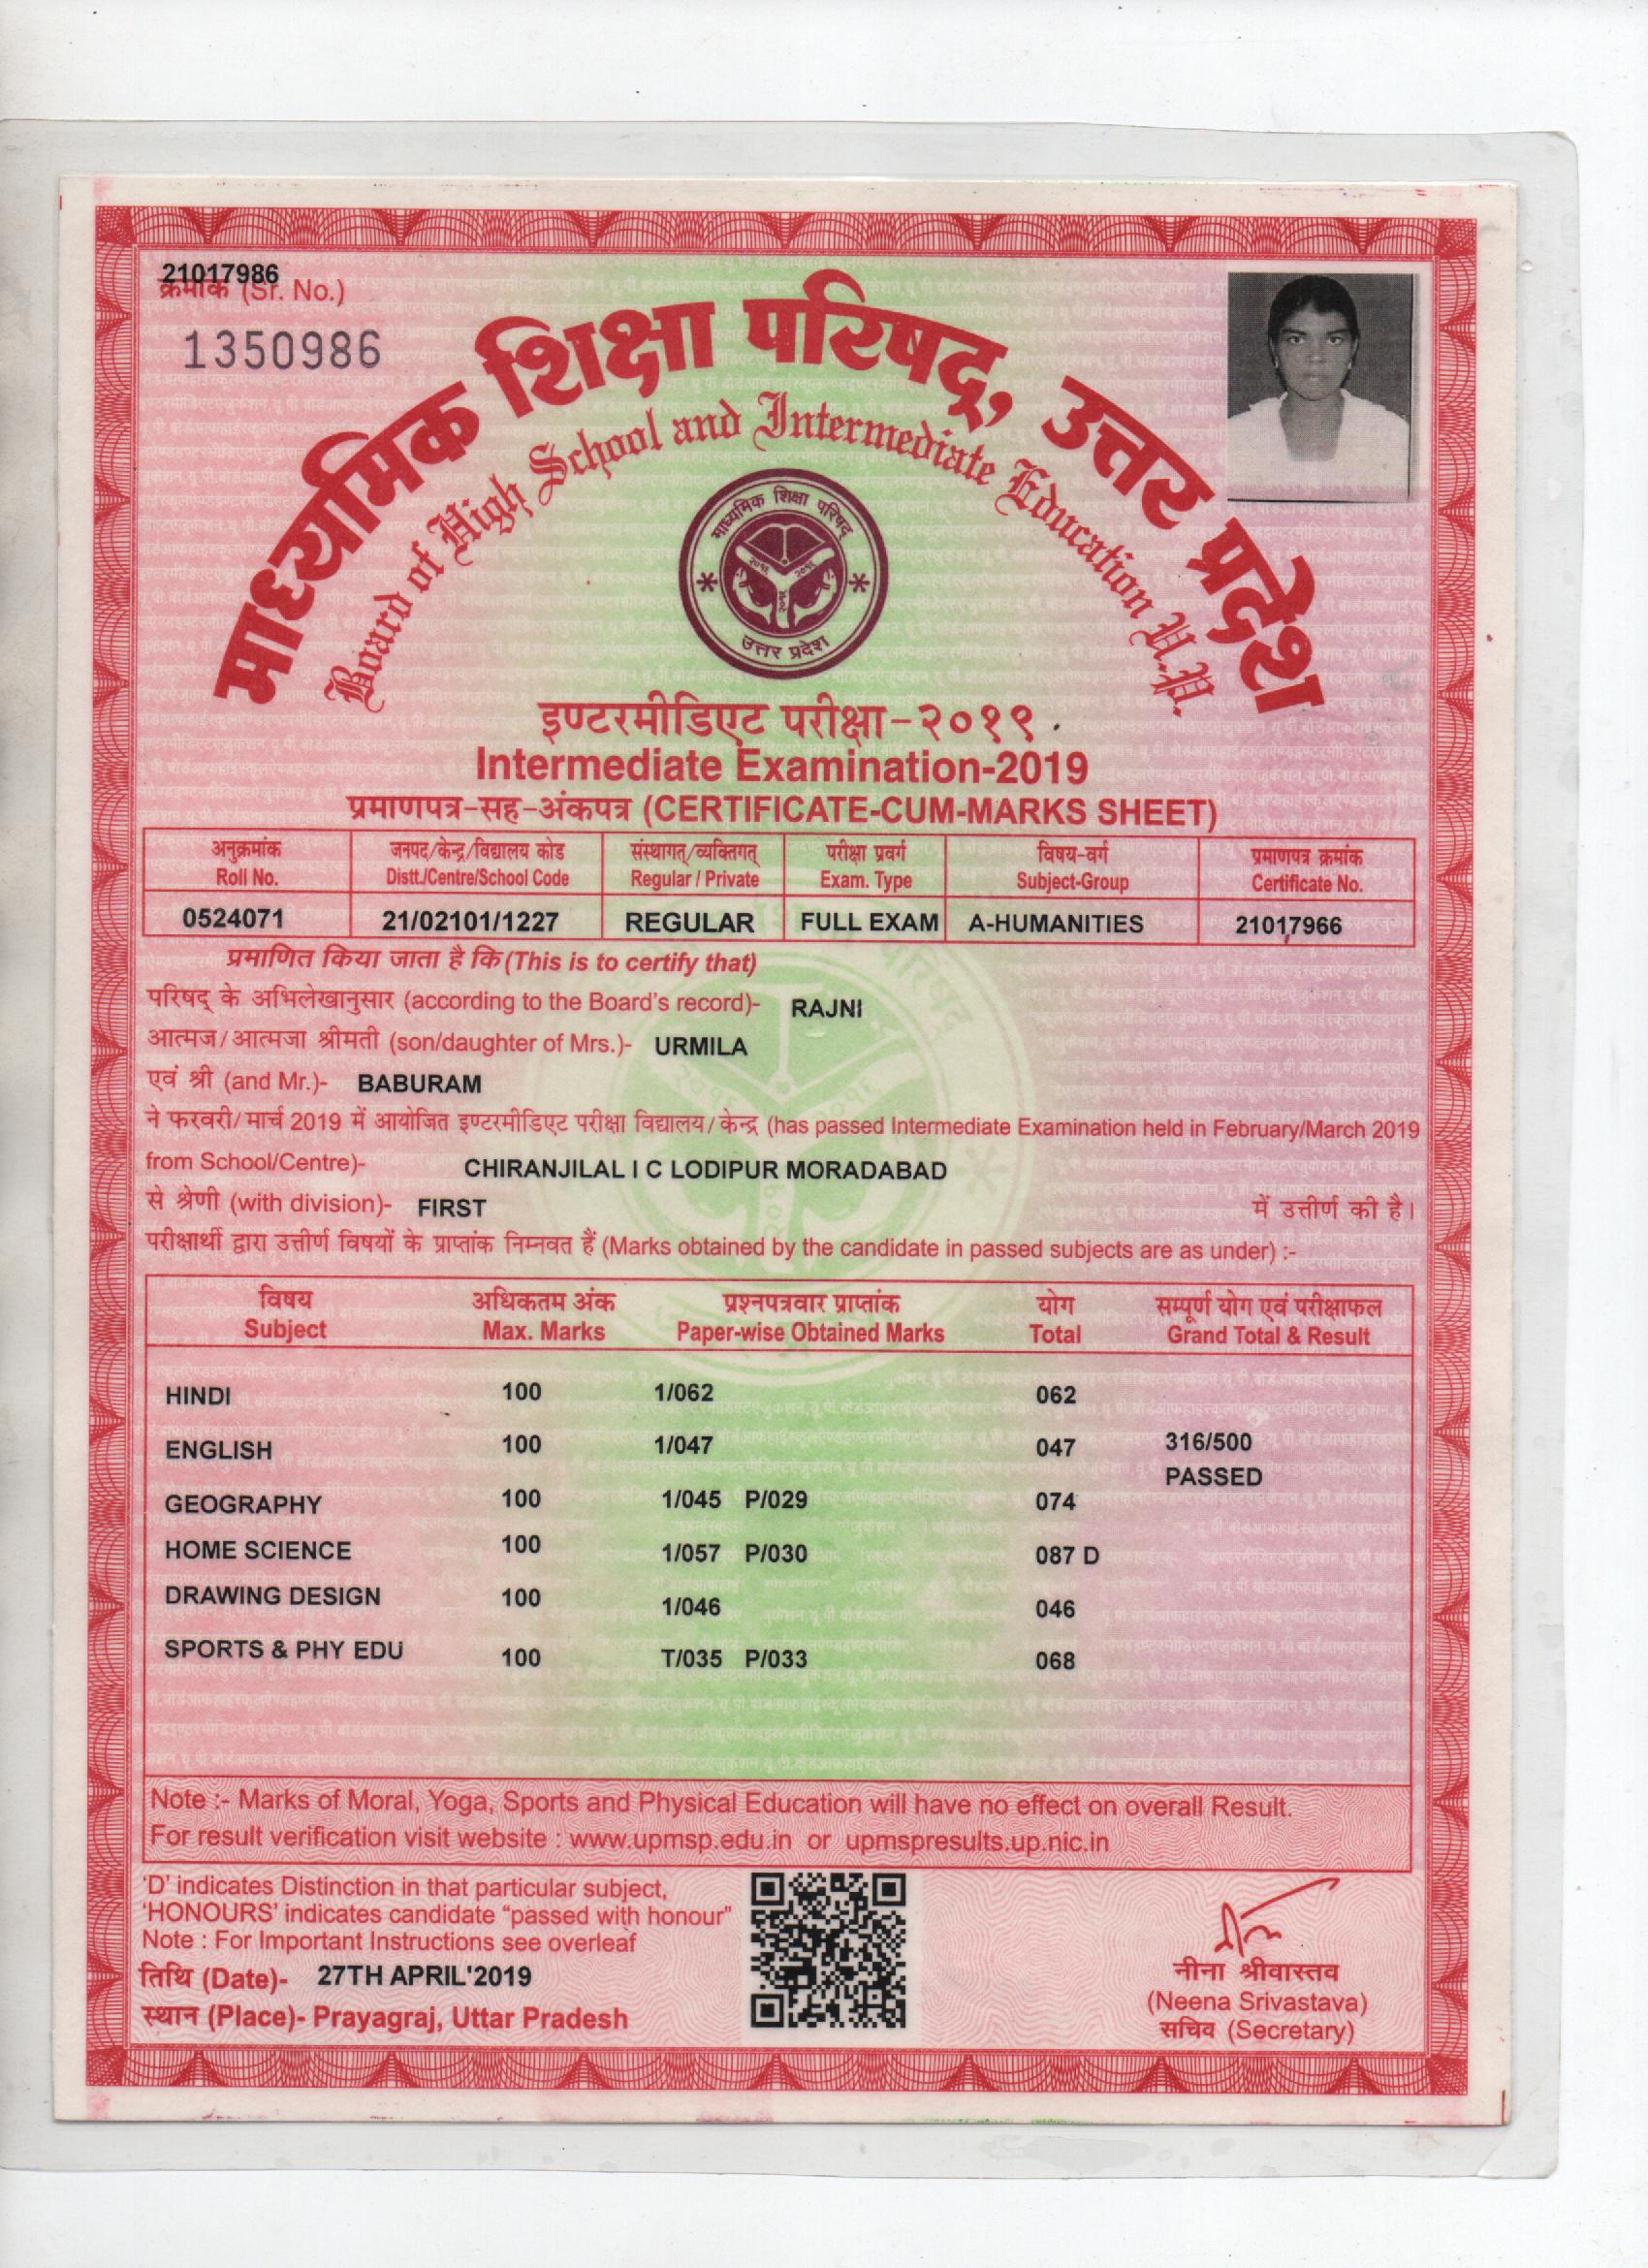 21017986
क्रमांक (Sr. No.)
1350986
माध्यमिक शिक्षा परिषद्, उत्तर प्रदेश
Board of High School and Intermediate Education U.P.
माध्यमिक शिक्षा परिषद्
उत्तर प्रदेश
इण्टरमीडिएट परीक्षा-२०१९
Intermediate Examination-2019
प्रमाणपत्र-सह-अंकपत्र (CERTIFICATE-CUM-MARKS SHEET)
अनुक्रमांक जनपद/केन्द्र/विद्यालय कोड संस्थागत्/व्यक्तिगत् परीक्षा प्रवर्ग विषय-वर्ग प्रमाणपत्र क्रमांक
Roll No. Distt./Centre/School Code Regular / Private Exam. Type Subject-Group Certificate No.
0524071 21/02101/1227 REGULAR FULL EXAM A-HUMANITIES 21017966
प्रमाणित किया जाता है कि (This is to certify that)
परिषद् के अभिलेखानुसार (according to the Board's record)- RAJNI
आत्मज/आत्मजा श्रीमती (son/daughter of Mrs.)- URMILA
एवं श्री (and Mr.)- BABURAM
ने फरवरी/मार्च 2019 में आयोजित इण्टरमीडिएट परीक्षा विद्यालय/केन्द्र (has passed Intermediate Examination held in February/March 2019
from School/Centre)- CHIRANJILAL I C LODIPUR MORADABAD
से श्रेणी (with division)- FIRST में उत्तीर्ण की है।
परीक्षार्थी द्वारा उत्तीर्ण विषयों के प्राप्तांक निम्नवत हैं (Marks obtained by the candidate in passed subjects are as under) :-
विषय अधिकतम अंक प्रश्नपत्रवार प्राप्तांक योग सम्पूर्ण योग एवं परीक्षाफल
Subject Max. Marks Paper-wise Obtained Marks Total Grand Total & Result
HINDI 100 1/062 062
ENGLISH 100 1/047 047 316/500
PASSED
GEOGRAPHY 100 1/045 P/029 074
HOME SCIENCE 100 1/057 P/030 087 D
DRAWING DESIGN 100 1/046 046
SPORTS & PHY EDU 100 T/035 P/033 068
Note :- Marks of Moral, Yoga, Sports and Physical Education will have no effect on overall Result.
For result verification visit website : www.upmsp.edu.in or upmspresults.up.nic.in
'D' indicates Distinction in that particular subject,
'HONOURS' indicates candidate "passed with honour"
Note : For Important Instructions see overleaf
तिथि (Date)- 27TH APRIL'2019
स्थान (Place)- Prayagraj, Uttar Pradesh
नीना श्रीवास्तव
(Neena Srivastava)
सचिव (Secretary)